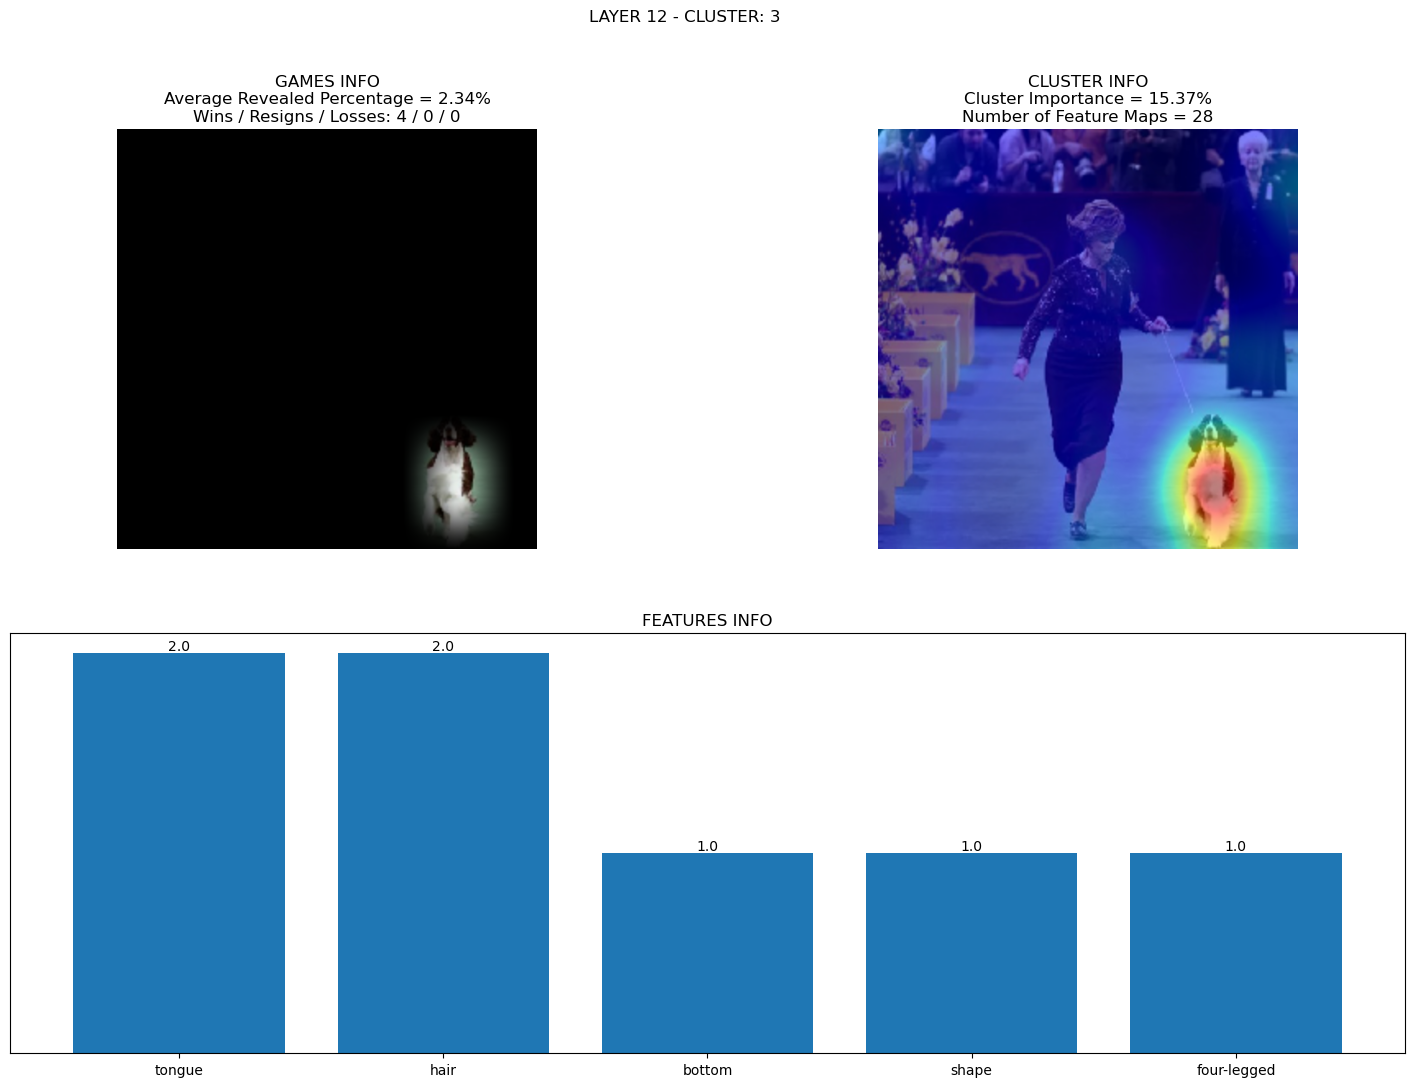 LAYER 12 - CLUSTER: 3
GAMES INFO
Average Revealed Percentage = 2.34%
Wins / Resigns / Losses: 4 / 0 / 0
CLUSTER INFO
Cluster Importance = 15.37%
Number of Feature Maps = 28
FEATURES INFO
2.0
2.0
1.0
1.0
1.0
tongue
hair
bottom
shape
four-legged